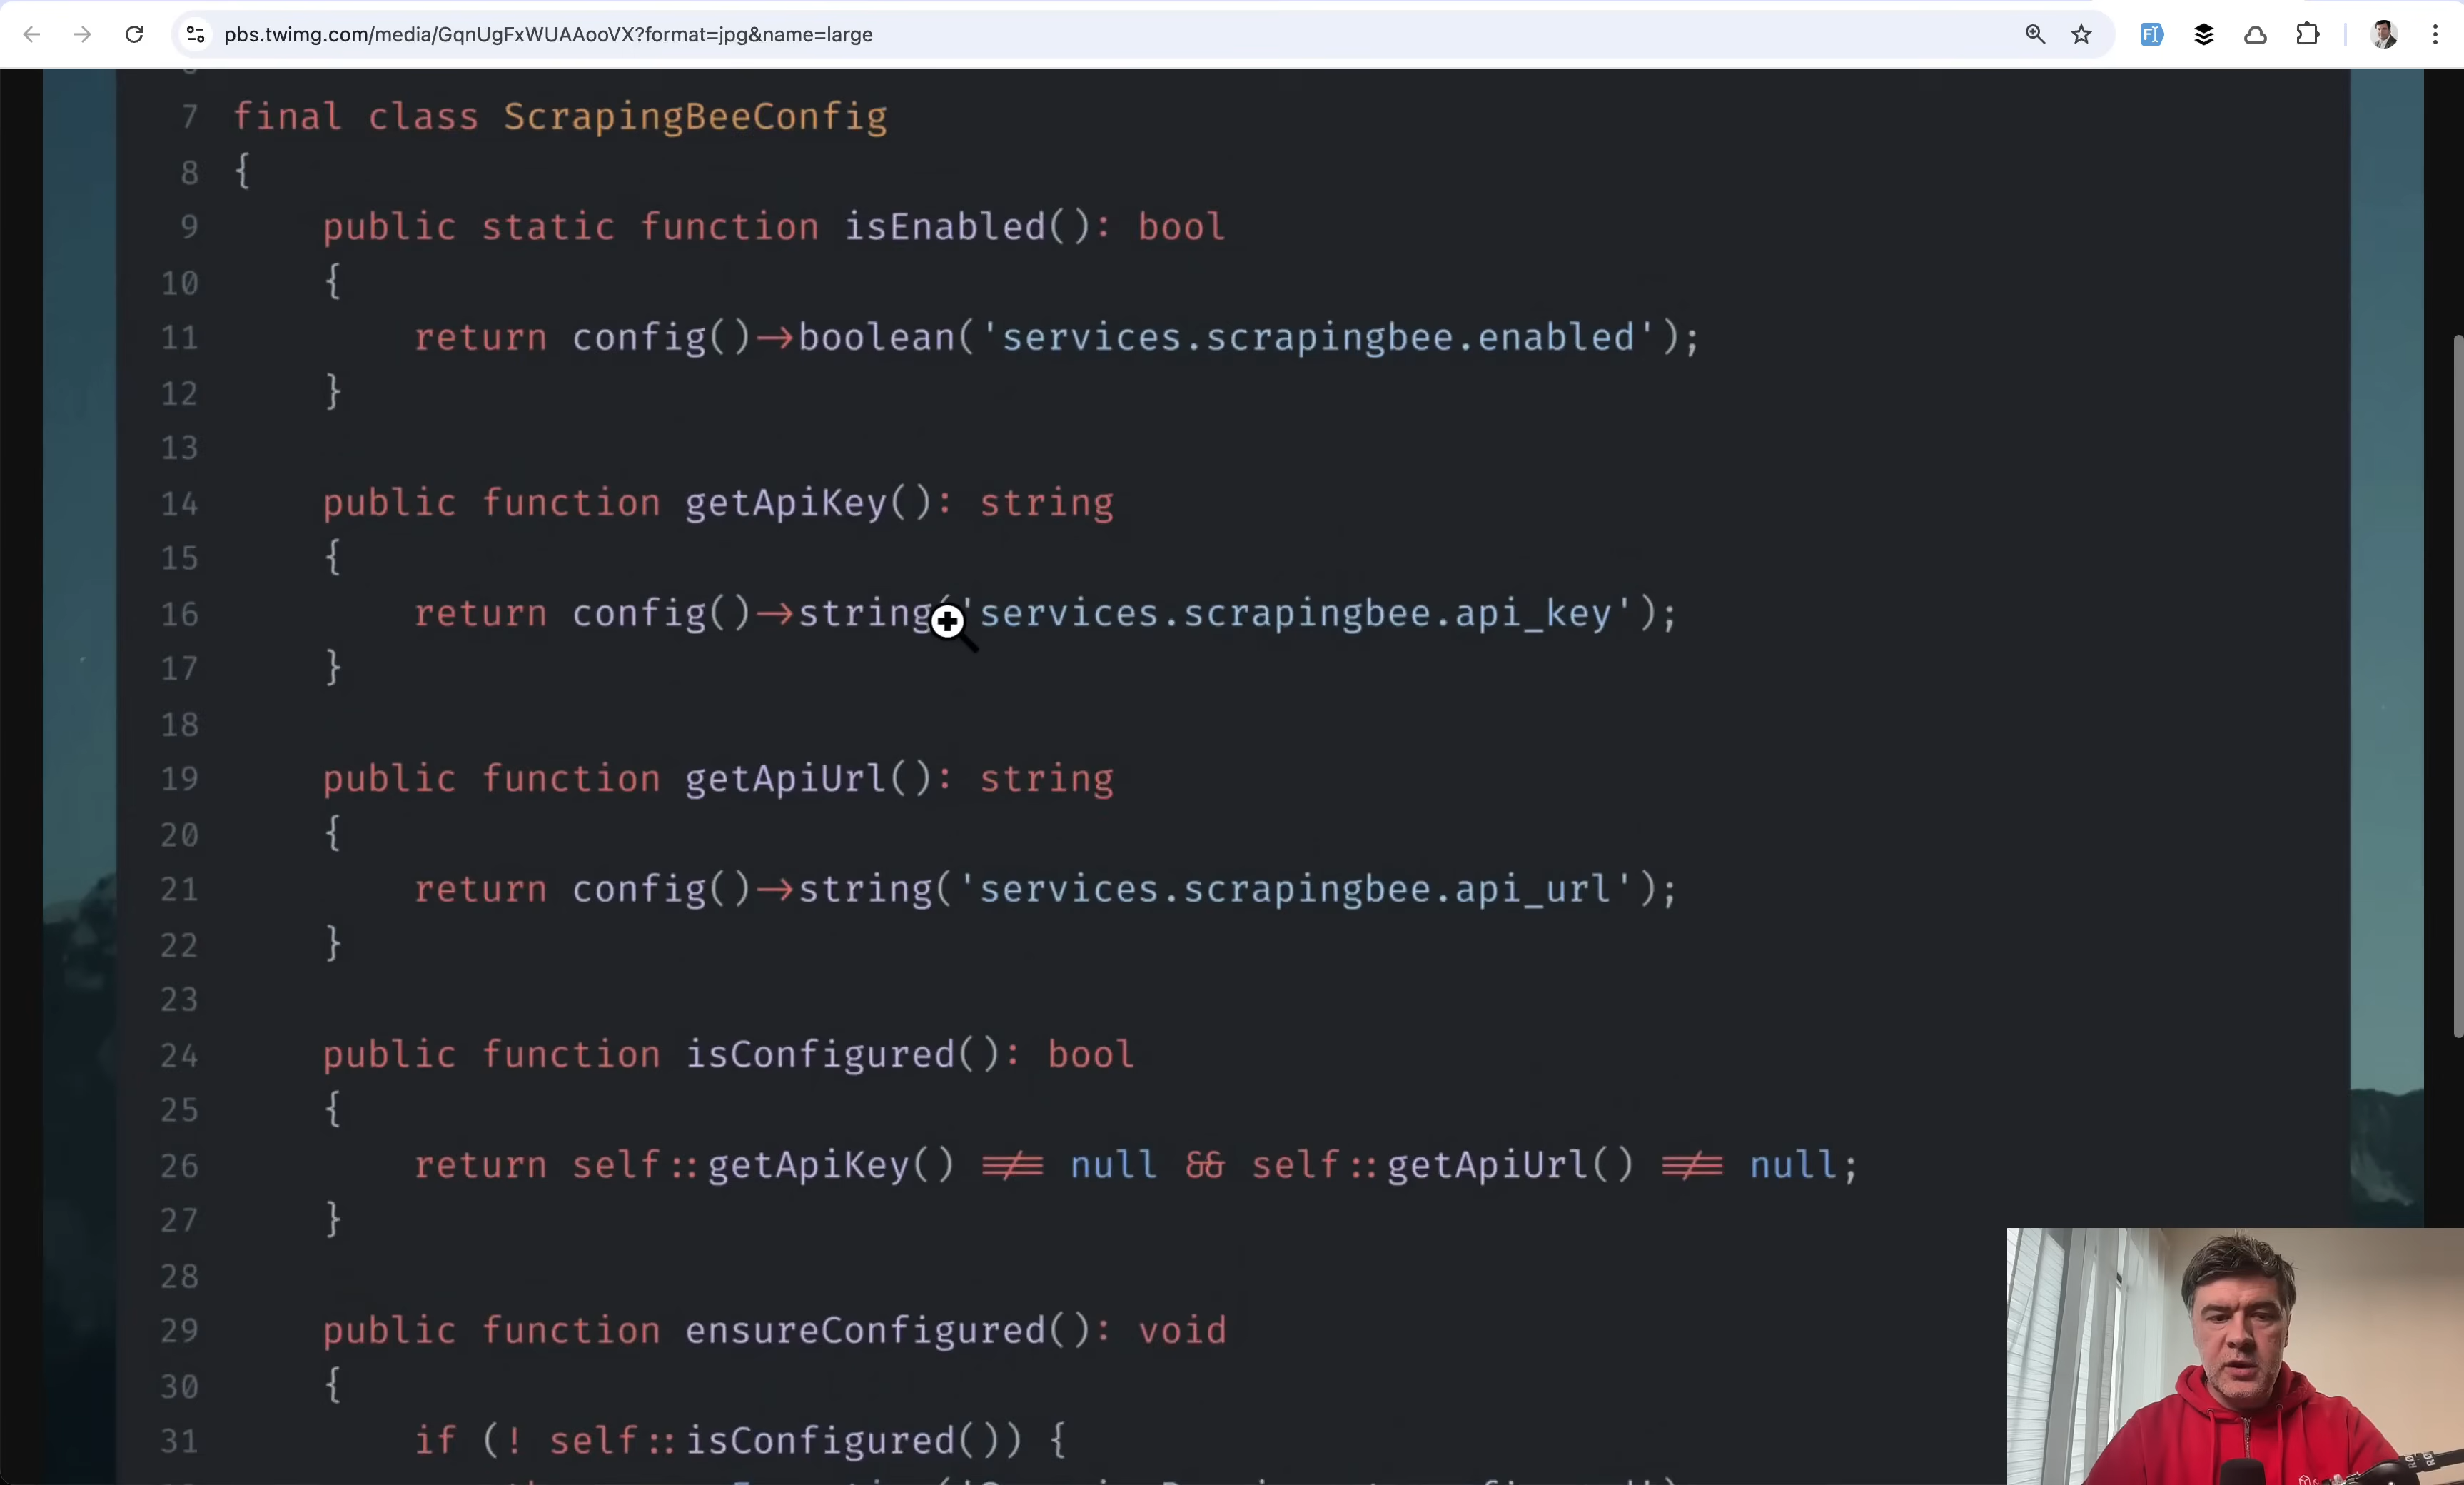 pbs.twimg.com/media/GqnUgFxWUAAooVX?format=jpg&name=large
7 final class ScrapingBeeConfig
8 {
9 public static function isEnabled(): bool
10 {
11 return config()->boolean('services.scrapingbee.enabled');
12 }
13
14 public function getApiKey(): string
15 {
16 return config()->string('services.scrapingbee.api_key');
17 }
18
19 public function getApiUrl(): string
20 {
21 return config()->string('services.scrapingbee.api_url');
22 }
23
24 public function isConfigured(): bool
25 {
26 return self::getApiKey() !== null && self::getApiUrl() !== null;
27 }
28
29 public function ensureConfigured(): void
30 {
31 if (! self::isConfigured()) {